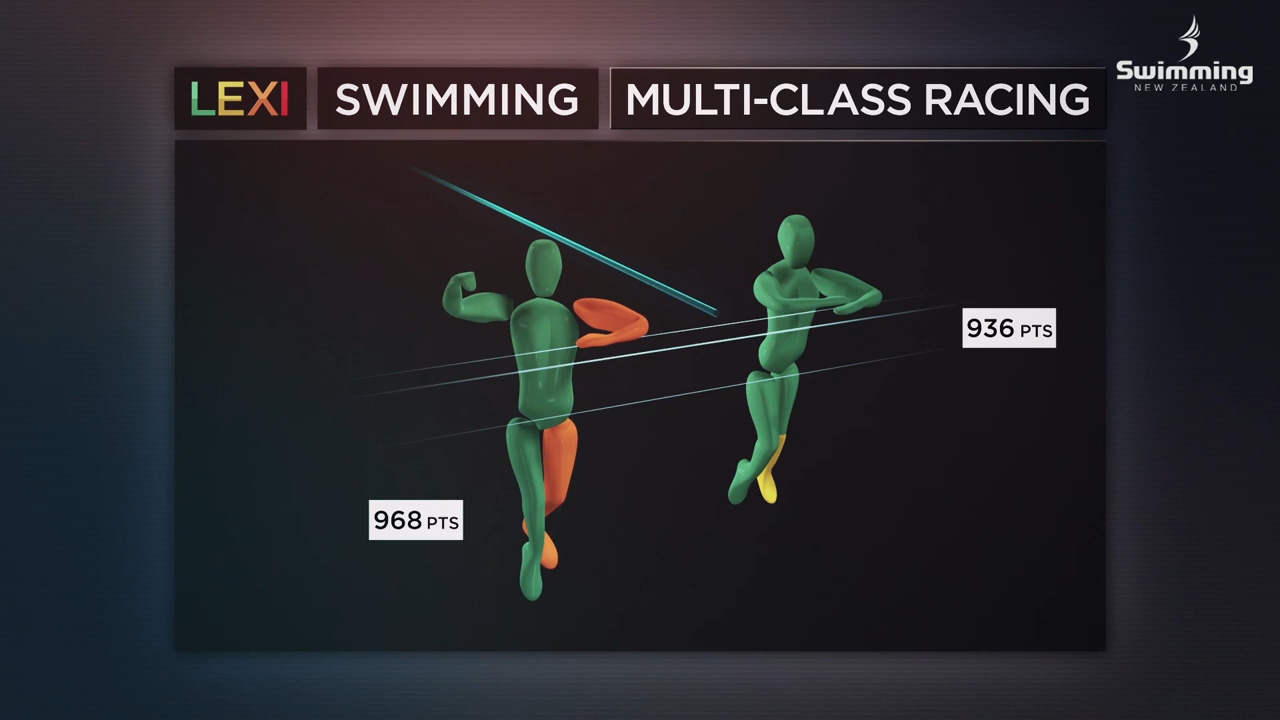 LEXI SWIMMING MULTI-CLASS RACING
Swimming
NEW ZEALAND
936 PTS
968 PTS